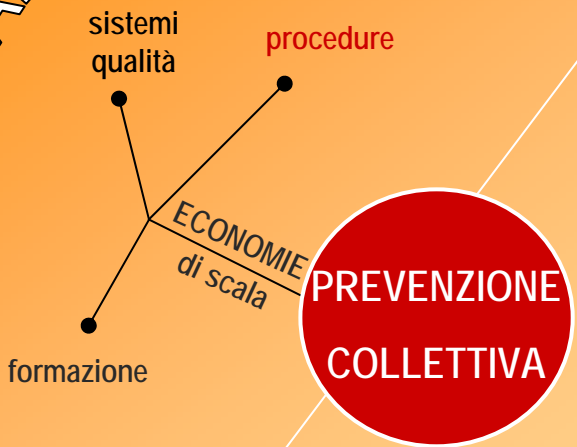 sistemi
qualità
procedure
ECONOMIE
di scala
PREVENZIONE
COLLETTIVA
formazione